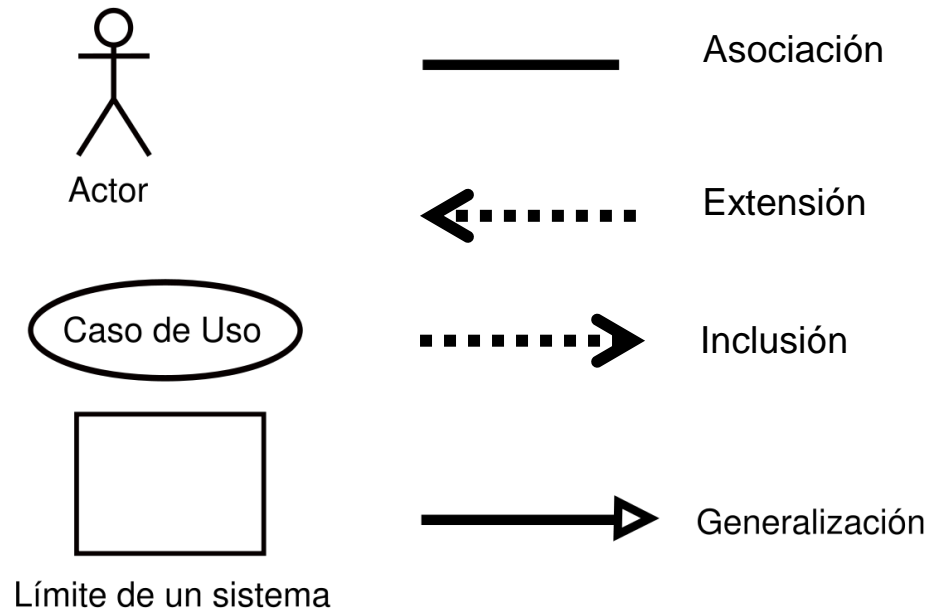 Actor
Caso de Uso
Límite de un sistema
Asociación
Extensión
Inclusión
Generalización